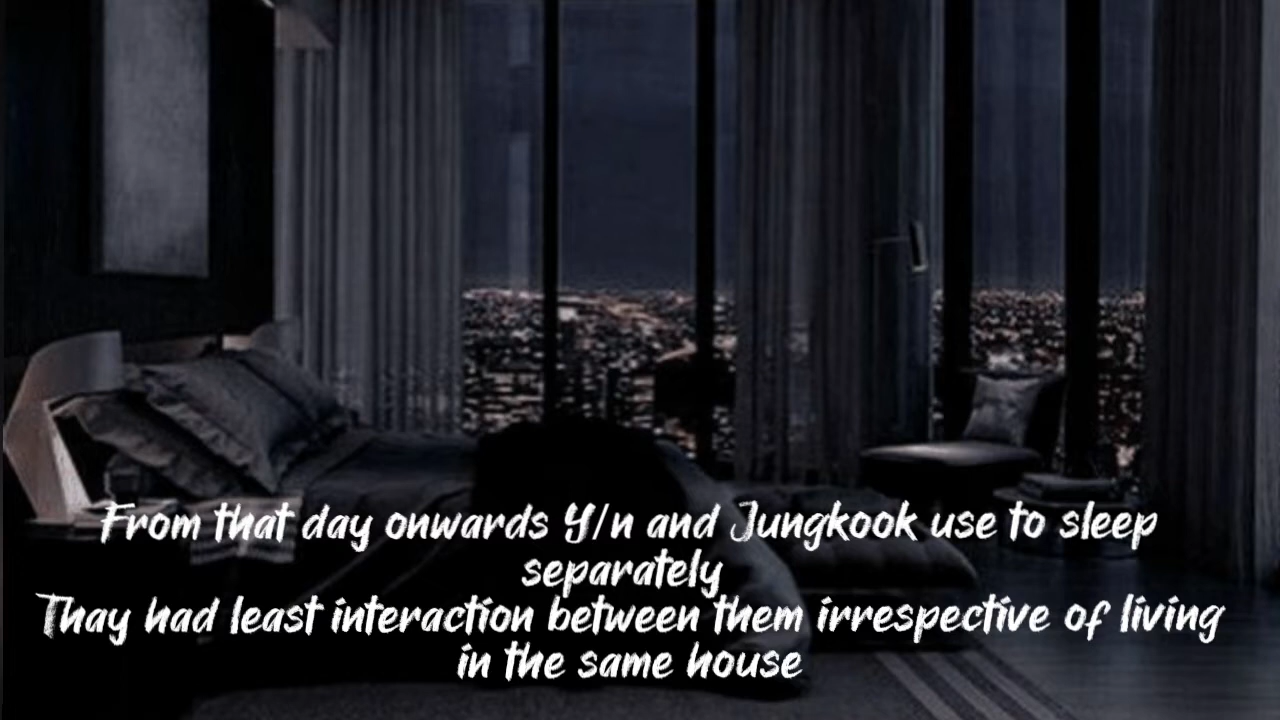 From that day onwards Y/n and Jungkook use to sleep
separately
Thay had least interaction between them irrespective of living
in the same house